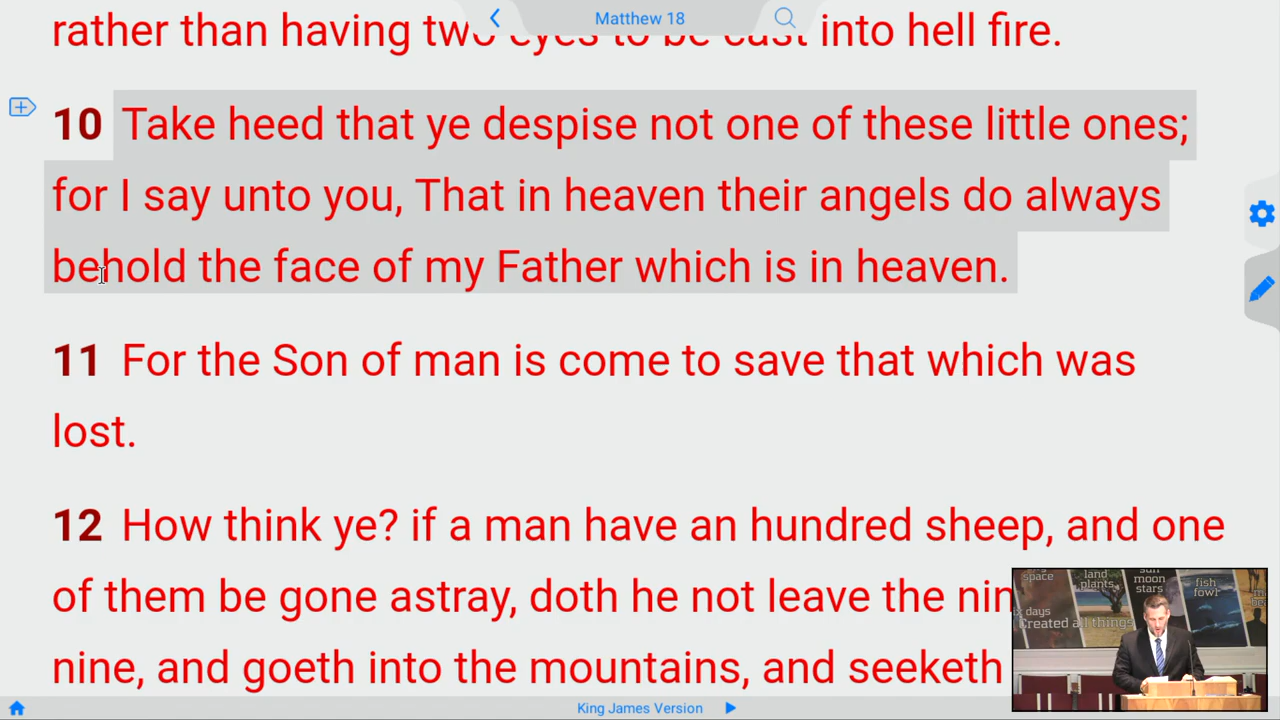 Matthew 18
rather than having two eyes to be cast into hell fire.
10 Take heed that ye despise not one of these little ones;
for I say unto you, That in heaven their angels do always
behold the face of my Father which is in heaven.
11 For the Son of man is come to save that which was
lost.
12 How think ye? if a man have an hundred sheep, and one
of them be gone astray, doth he not leave the nin
nine, and goeth into the mountains, and seeketh
space
land
plants
sun
moon
stars
fish
fowl
ix days
Created all things
King James Version